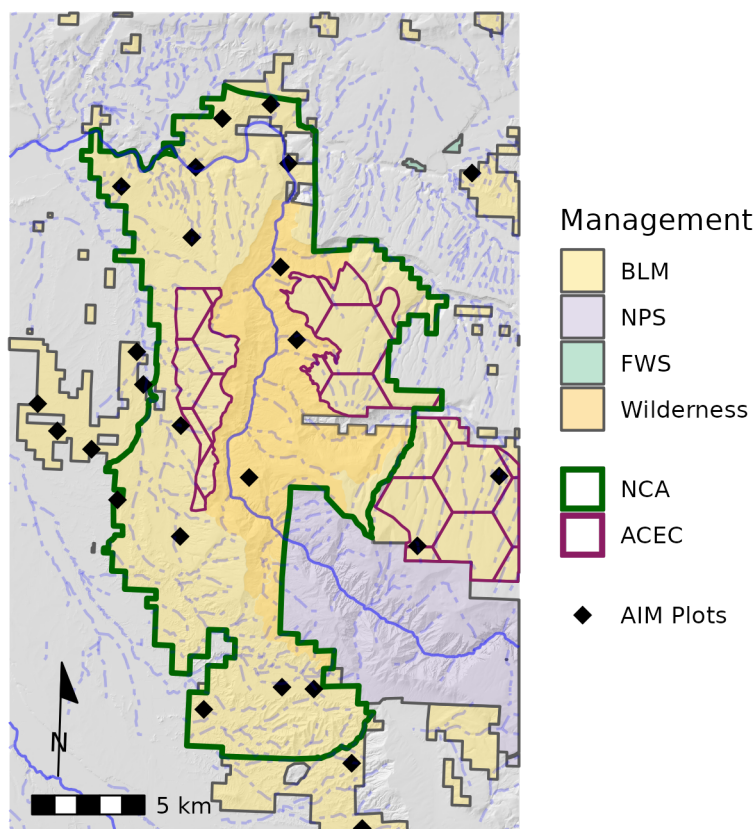 Management
BLM
NPS
FWS
Wilderness
NCA
ACEC
AIM Plots
N
5 km